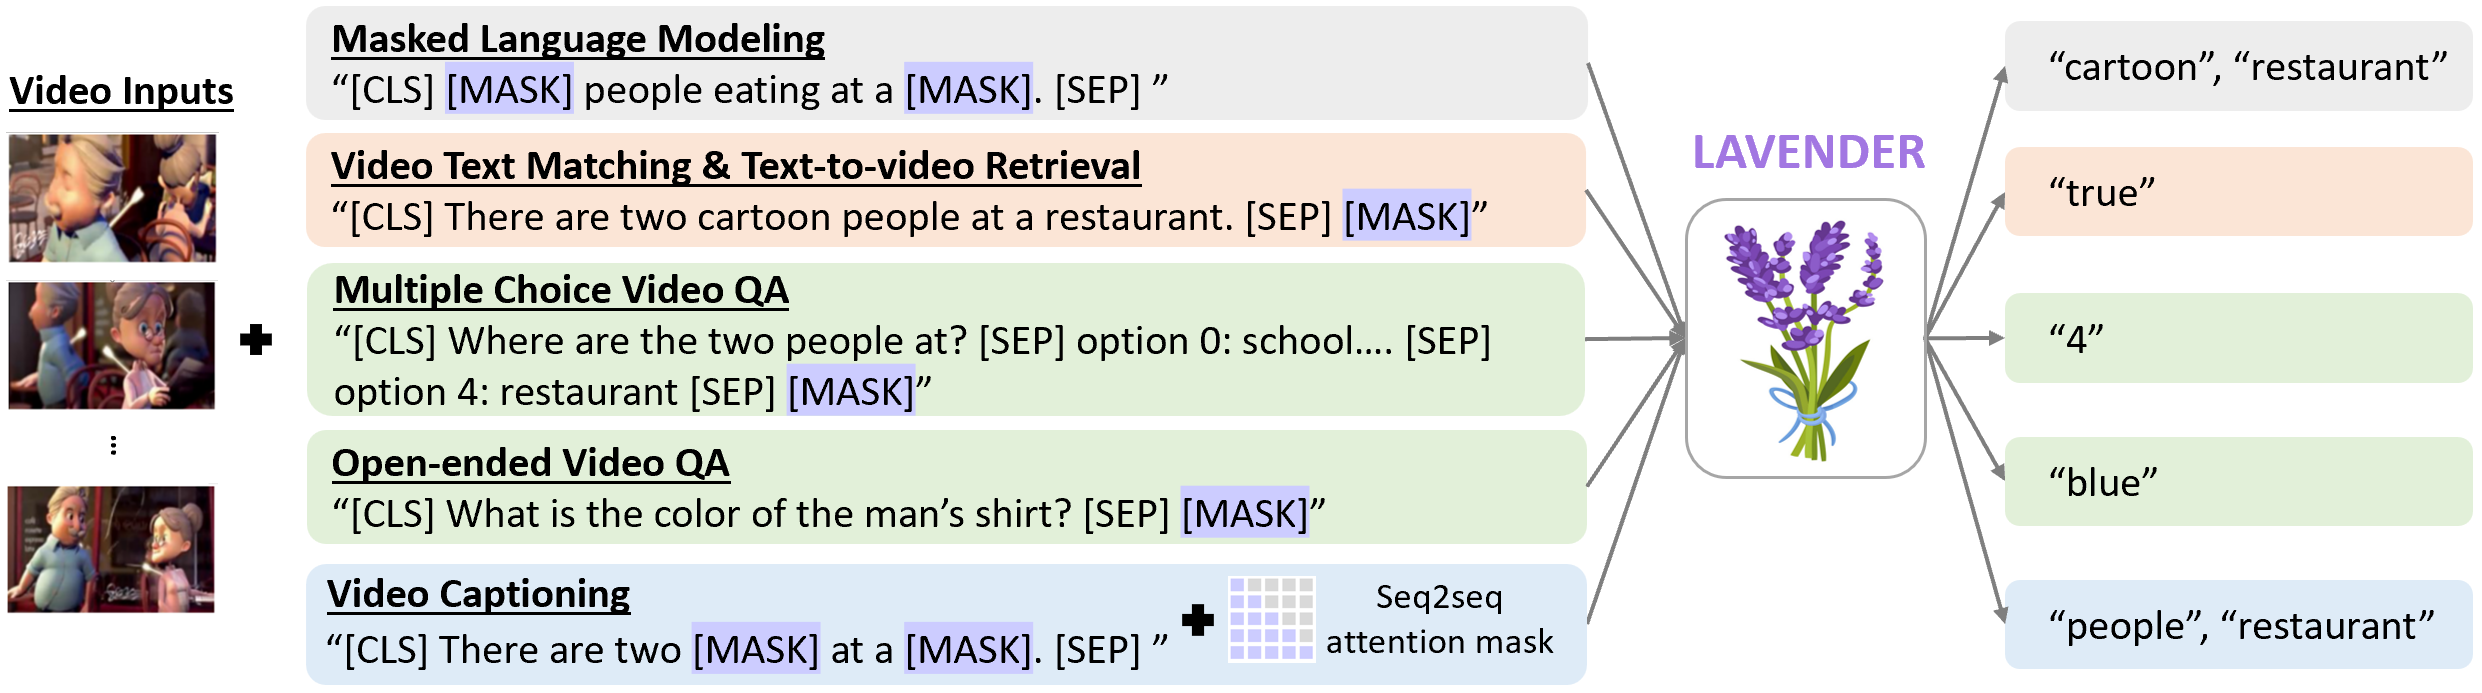 Video Inputs
Masked Language Modeling
“[CLS] [MASK] people eating at a [MASK]. [SEP] ”
Video Text Matching & Text-to-video Retrieval
“[CLS] There are two cartoon people at a restaurant. [SEP] [MASK]”
Multiple Choice Video QA
“[CLS] Where are the two people at? [SEP] option 0: school…. [SEP]
option 4: restaurant [SEP] [MASK]”
Open-ended Video QA
“[CLS] What is the color of the man’s shirt? [SEP] [MASK]”
Video Captioning
“[CLS] There are two [MASK] at a [MASK]. [SEP] ”
Seq2seq
attention mask
LAVENDER
“cartoon”, “restaurant”
“true”
“4”
“blue”
“people”, “restaurant”